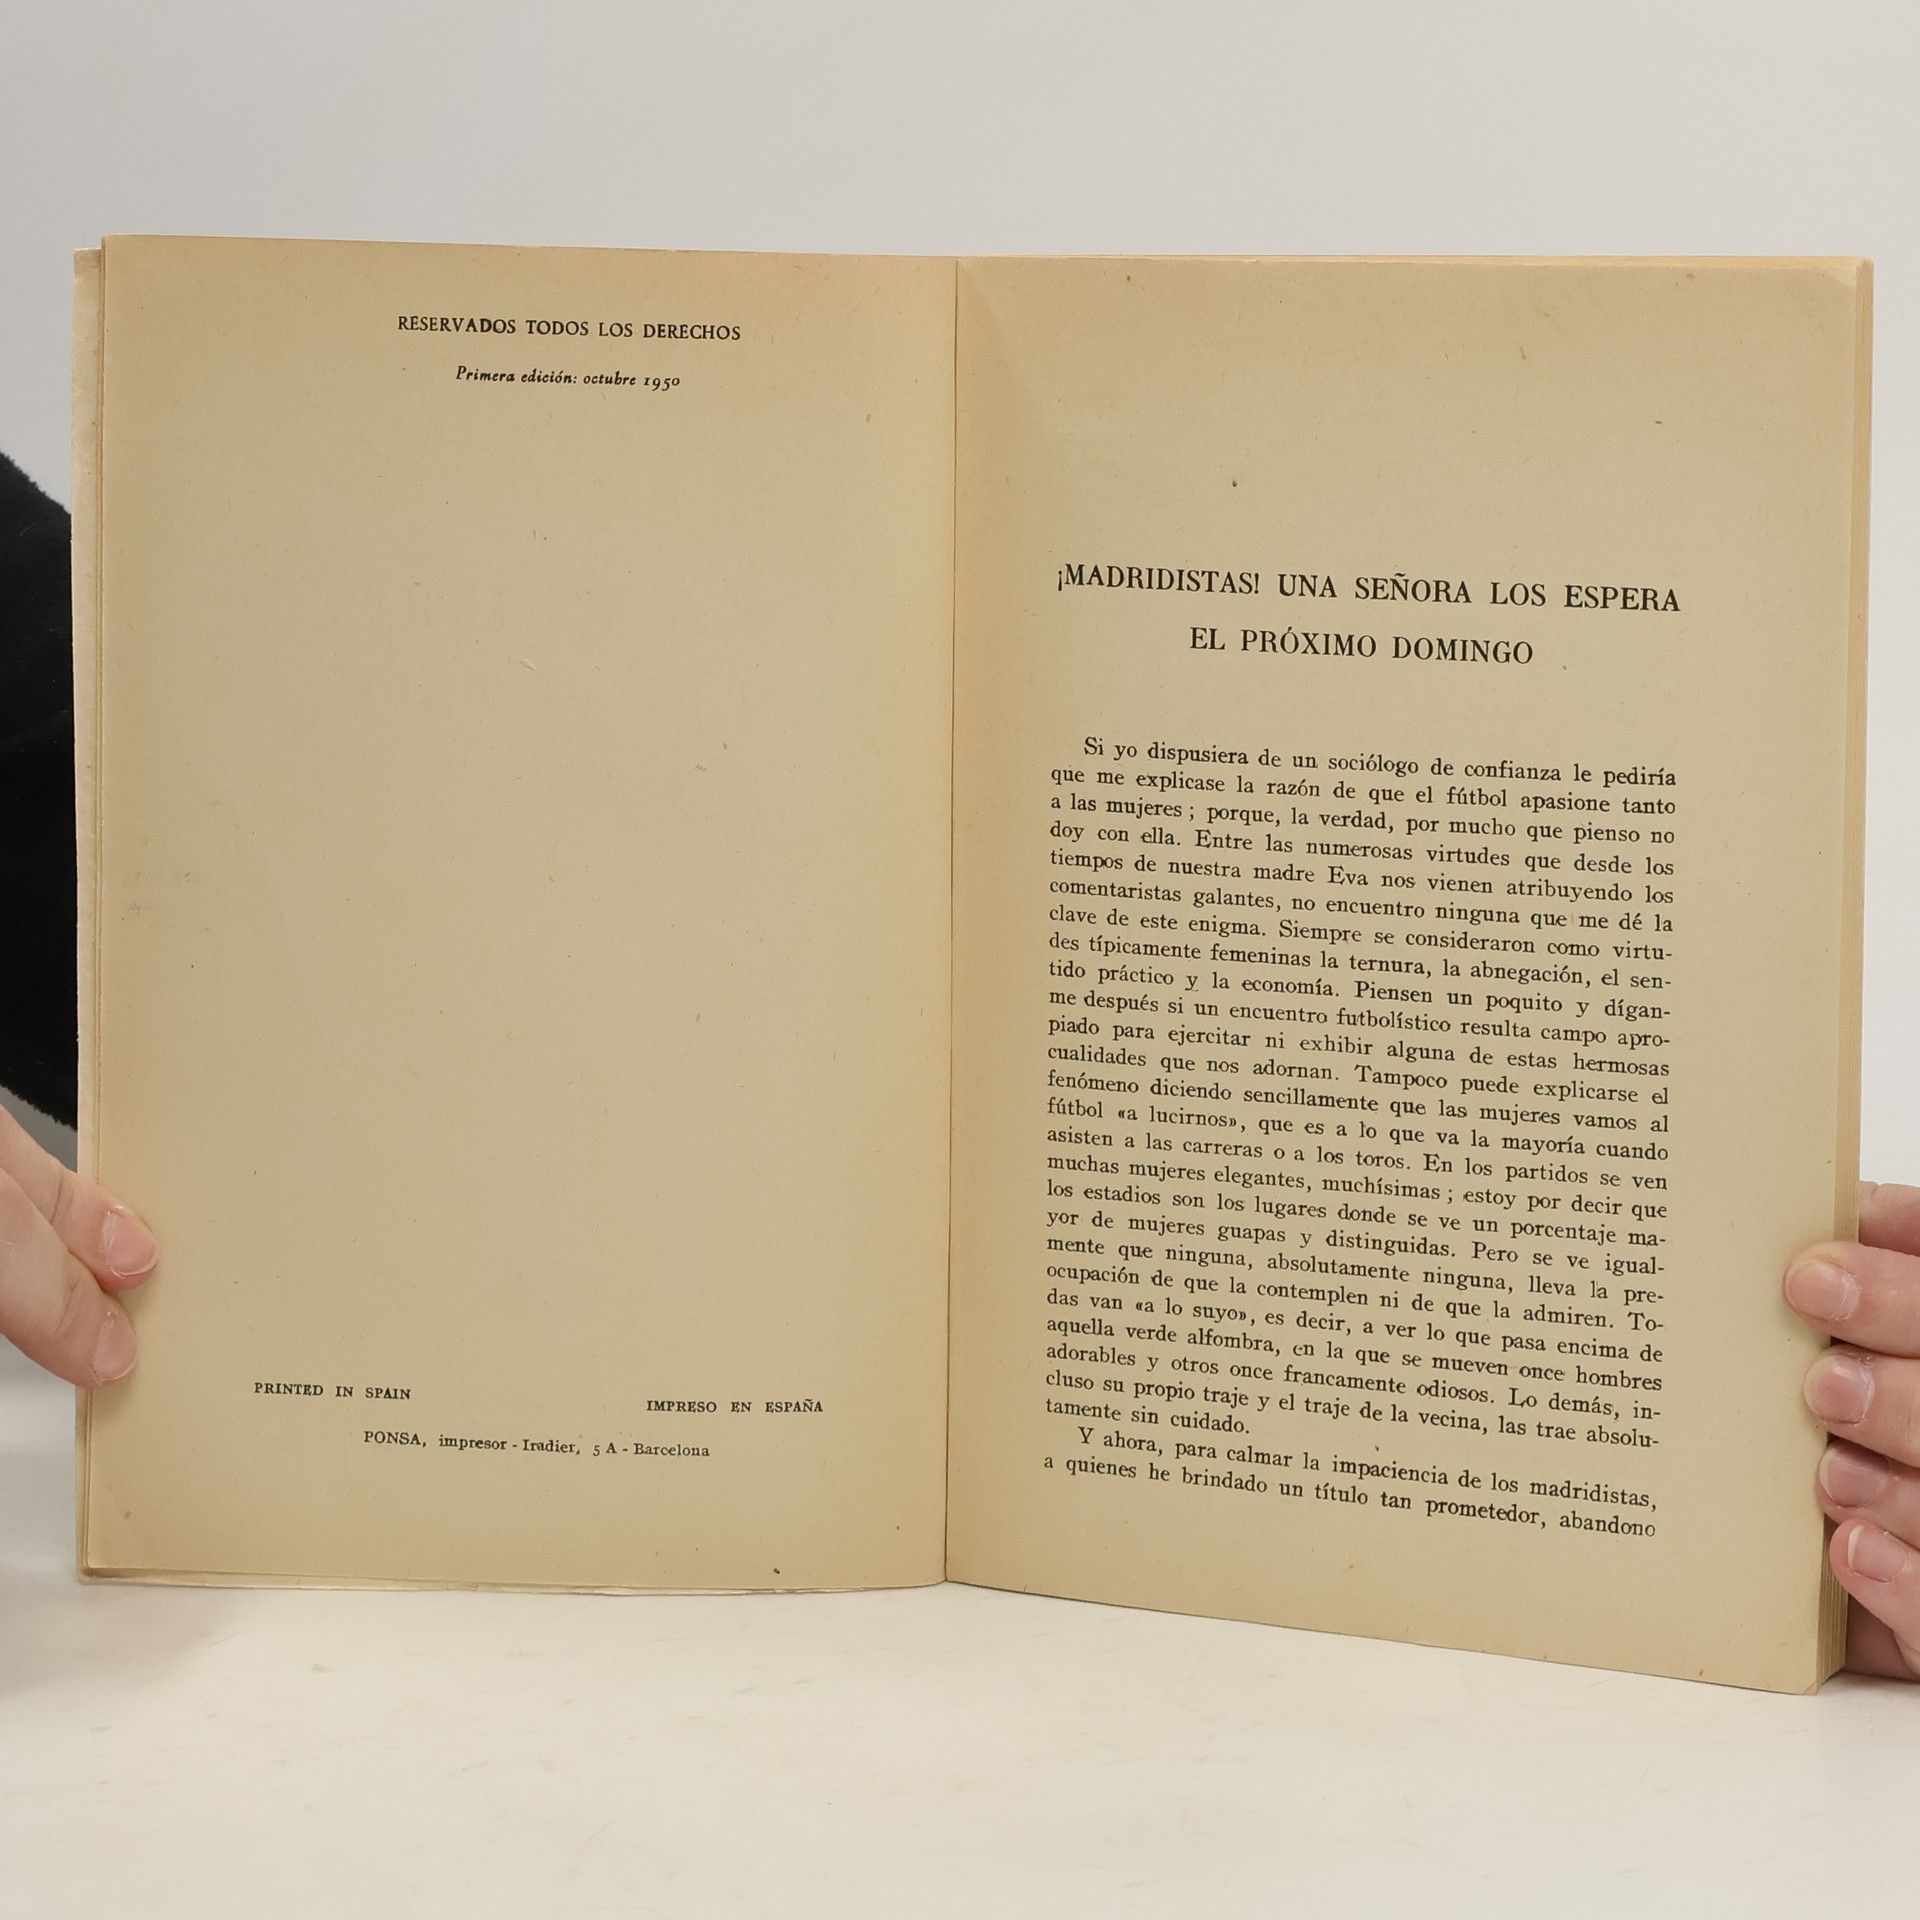 RESERVADOS TODOS LOS DERECHOS
Primera edición: octubre 1950
PRINTED IN SPAIN
IMPRESO EN ESPAÑA
PONSA, impresor - Iradier, 5 A - Barcelona
¡MADRIDISTAS! UNA SEÑORA LOS ESPERA
EL PRÓXIMO DOMINGO
Si yo dispusiera de un sociólogo de confianza le pediría
que me explicase la razón de que el fútbol apasione tanto
a las mujeres ; porque, la verdad, por mucho que pienso no
doy con ella. Entre las numerosas virtudes que desde los
tiempos de nuestra madre Eva nos vienen atribuyendo los
comentaristas galantes, no encuentro ninguna que me dé la
clave de este enigma. Siempre se consideraron como virtu-
des típicamente femeninas la ternura, la abnegación, el sen-
tido práctico y la economía. Piensen un poquito y dígan-
me después si un encuentro futbolístico resulta campo apro-
piado para ejercitar ni exhibir alguna de estas hermosas
cualidades que nos adornan. Tampoco puede explicarse el
fenómeno diciendo sencillamente que las mujeres vamos al
fútbol «a lucirnos», que es a lo que va la mayoría cuando
asisten a las carreras o a los toros. En los partidos se ven
muchas mujeres elegantes, muchísimas ; estoy por decir que
los estadios son los lugares donde se ve un porcentaje ma-
yor de mujeres guapas y distinguidas. Pero se ve igual-
mente que ninguna, absolutamente ninguna, lleva la pre-
ocupación de que la contemplen ni de que la admiren. To-
das van «a lo suyo», es decir, a ver lo que pasa encima de
aquella verde alfombra, en la que se mueven once hombres
adorables y otros once francamente odiosos. Lo demás, in-
cluso su propio traje y el traje de la vecina, las trae absolu-
tamente sin cuidado.
Y ahora, para calmar la impaciencia de los madridistas,
a quienes he brindado un título tan prometedor, abandono